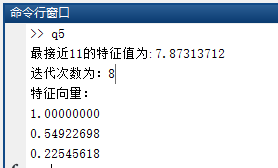 命令行窗口
>> q5
最接近11的特征值为:7.87313712
迭代次数为：8
特征向量：
1.00000000
0.54922698
0.22545618